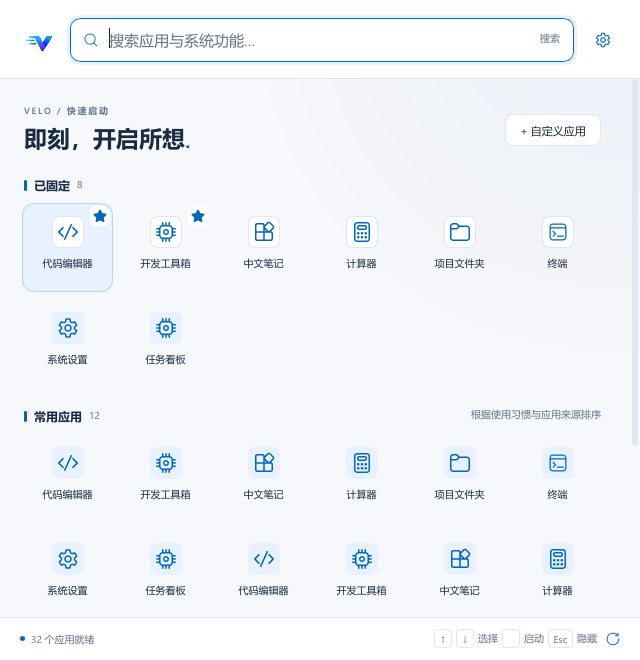 搜索应用与系统功能...
搜索
VELO / 快速启动
即刻，开启所想.
+ 自定义应用
已固定 8
代码编辑器 开发工具箱 中文笔记 计算器 项目文件夹 终端
系统设置 任务看板
常用应用 12
根据使用习惯与应用来源排序
代码编辑器 开发工具箱 中文笔记 计算器 项目文件夹 终端
系统设置 任务看板 代码编辑器 开发工具箱 中文笔记 计算器
32 个应用就绪
↑ ↓ 选择 启动 Esc 隐藏